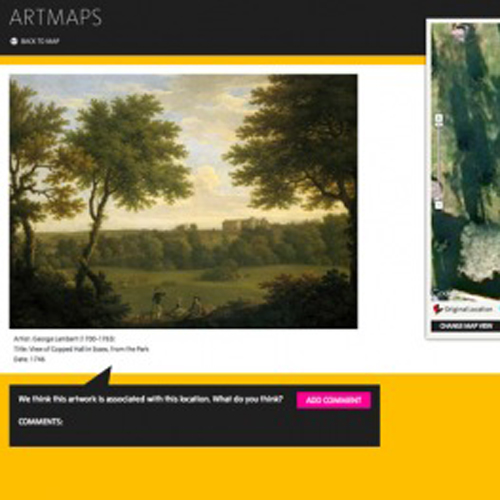 ARTMAPS
BACK TO MAP
Artist: George Lambert (1700-1765)
Title: View of Copped Hall in Essex, from the Park
Date: 1746
We think this artwork is associated with this location. What do you think?
ADD COMMENT
COMMENTS:
Original Location
CHANGE MAP VIEW